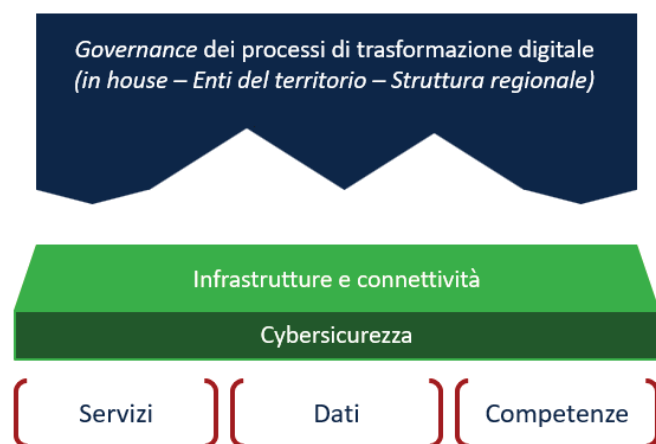 Governance dei processi di trasformazione digitale
(in house – Enti del territorio – Struttura regionale)
Infrastrutture e connettività
Cybersicurezza
Servizi
Dati
Competenze